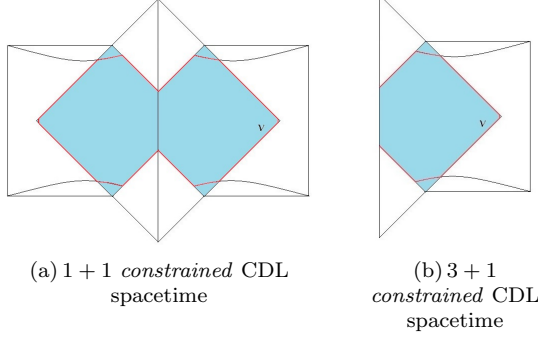 ν
ν
(a) 1 + 1 constrained CDL
spacetime
(b) 3 + 1
constrained CDL
spacetime